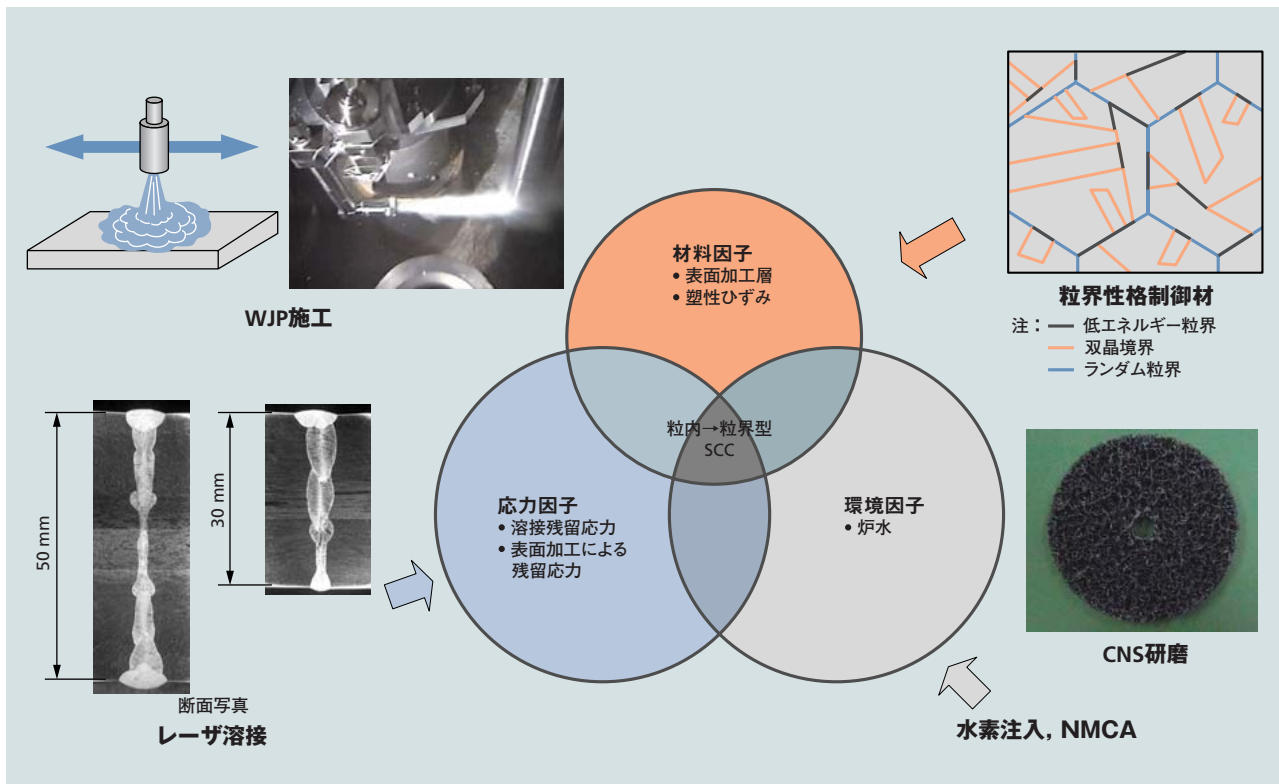 WJP施工
材料因子
• 表面加工層
• 塑性ひずみ
粒界性格制御材
注：ー 低エネルギー粒界
双晶境界
ランダム粒界
50 mm
30 mm
断面写真
レーザ溶接
粒内→粒界型
SCC
応力因子
• 溶接残留応力
• 表面加工による
残留応力
環境因子
• 炉水
CNS研磨
水素注入, NMCA